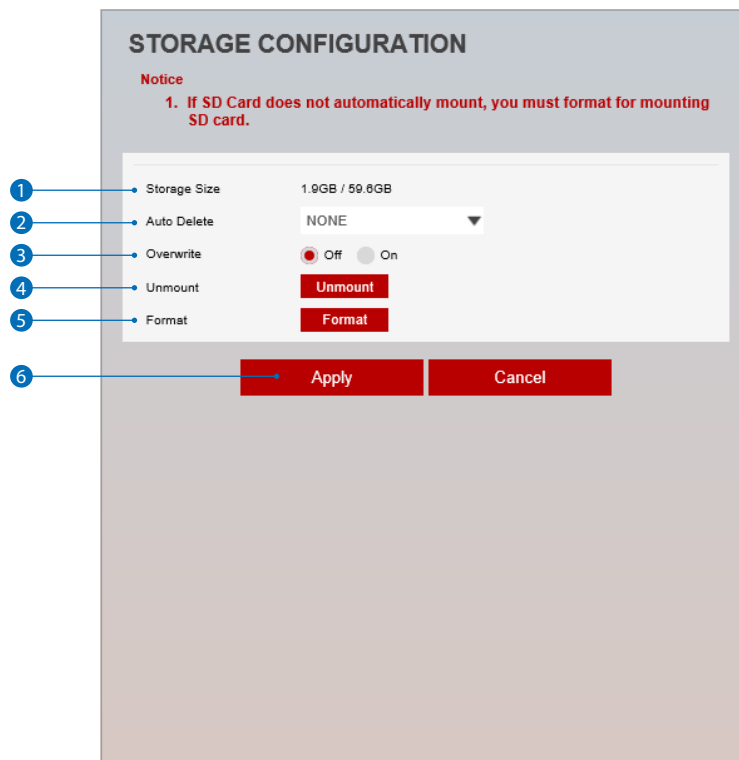 STORAGE CONFIGURATION
Notice
1. If SD Card does not automatically mount, you must format for mounting
SD card.
1 Storage Size 1.9GB / 59.6GB
2 Auto Delete NONE
3 Overwrite Off On
4 Unmount Unmount
5 Format Format
6 Apply Cancel